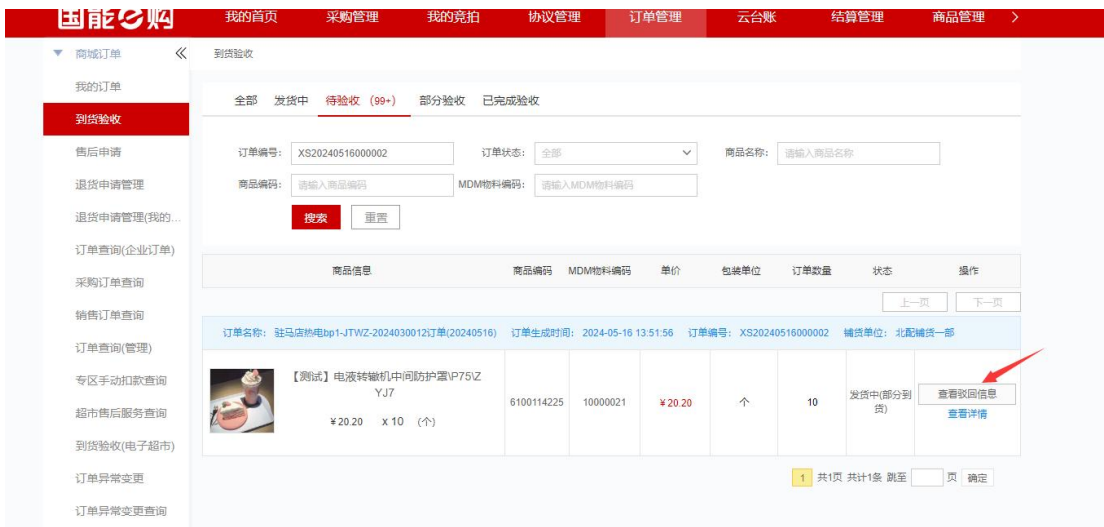 国能e购
我的首页 采购管理 我的竞拍 协议管理 订单管理 云台账 结算管理 商品管理 >
商城订单
到货验收
我的订单
到货验收
售后申请
退货申请管理
退货申请管理(我的...
订单查询(企业订单)
采购订单查询
销售订单查询
订单查询(管理)
专区手动扣款查询
超市售后服务查询
到货验收(电子超市)
订单异常变更
订单异常变更查询
全部 发货中 待验收 (99+) 部分验收 已完成验收
订单编号: XS20240516000002 订单状态: 全部 商品名称: 请输入商品名称
商品编码: 请输入商品编码 MDM物料编码: 请输入MDM物料编码
搜索 重置
商品信息 商品编码 MDM物料编码 单价 包装单位 订单数量 状态 操作
上一页 下一页
订单名称: 驻马店热电bp1-JTWZ-2024030012订单(20240516) 订单生成时间: 2024-05-16 13:51:56 订单编号: XS20240516000002 铺货单位: 北配铺货一部
【测试】电液转辙机中间防护罩\P75\Z
YJ7
¥20.20 x 10 (个)
6100114225 10000021 ¥20.20 个 10
发货中(部分到
货)
查看驳回信息
查看详情
1 共1页 共计1条 跳至 页 确定